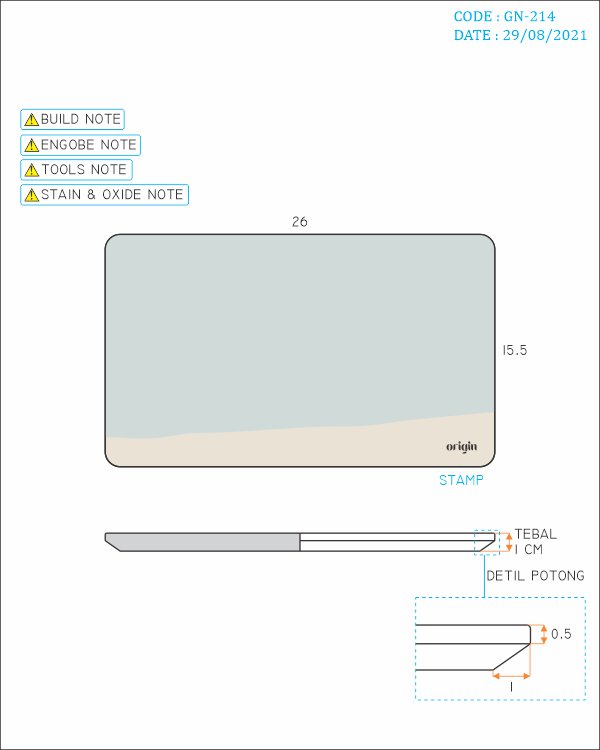 CODE : GN-214
DATE : 29/08/2021
BUILD NOTE
ENGOBE NOTE
TOOLS NOTE
STAIN & OXIDE NOTE
26
15.5
origin
STAMP
TEBAL
1 CM
DETIL POTONG
0.5
1